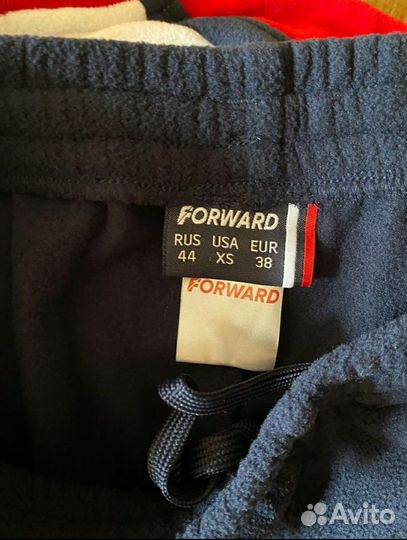 FORWARD
RUS USA EUR
44 XS 38
FORWARD
Avito